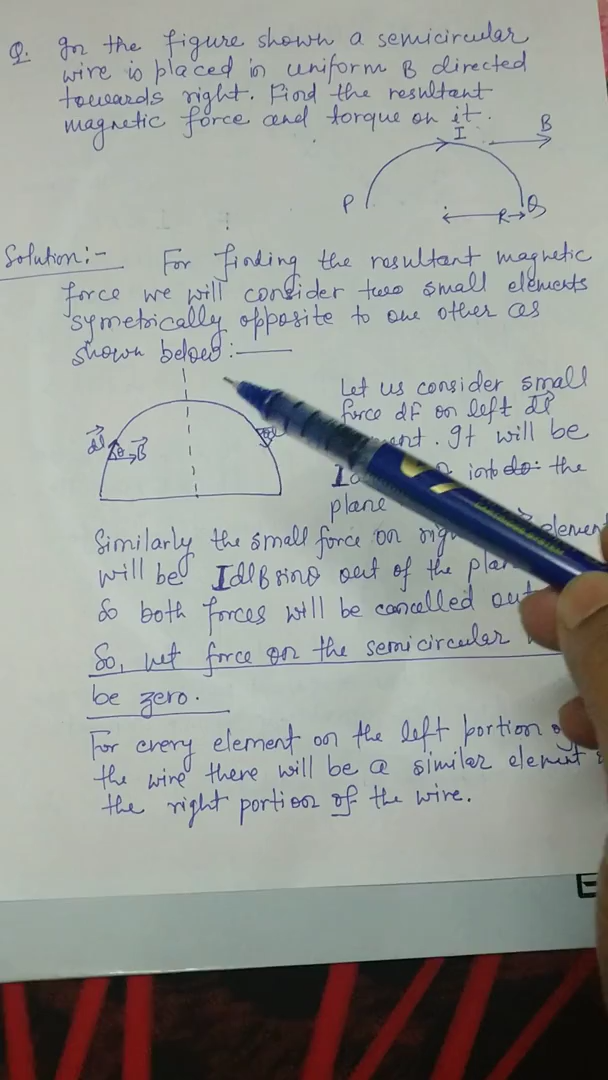 Q. In the figure shown a semicircular
wire is placed in uniform B directed
towards right. Find the resultant
magnetic force and torque on it.
I
B
P
R
Q
Solution:- For finding the resultant magnetic
force we will consider two small elements
symetrically opposite to one other as
shown below:-
Let us consider small
force dF on left dl
It will be
into the
plane
dl
θ
B
Similarly the small force on element
will be IdlBsinθ out of the
So both forces will be cancelled out
So, net force on the semicircular
be zero.
For every element on the left portion
the wire there will be a similar element
the right portion of the wire.